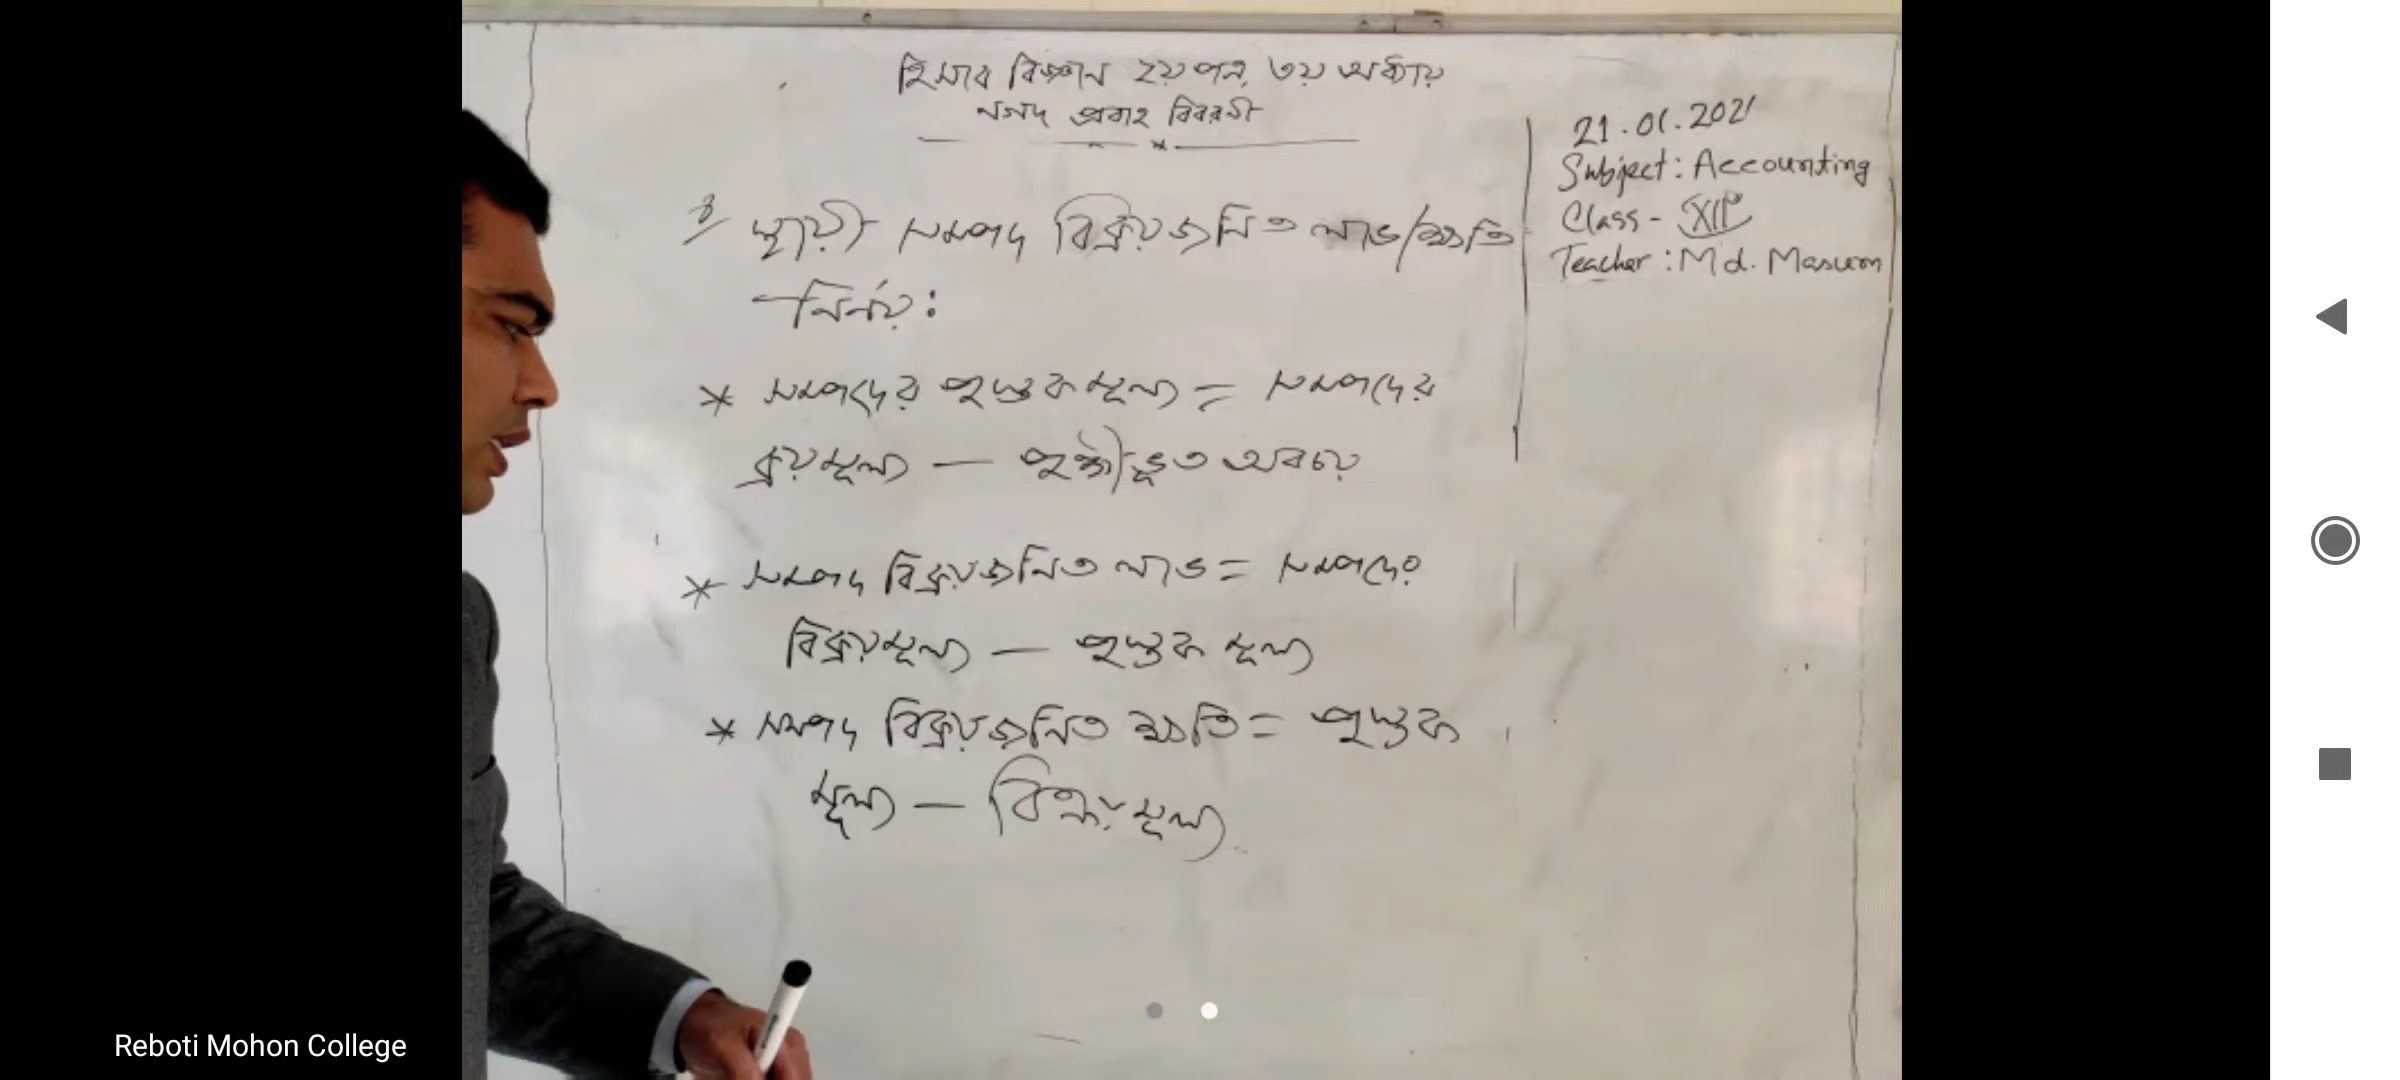 হিসাব বিজ্ঞান ২য় পত্র, ৩য় অধ্যায়
নগদ প্রবাহ বিবরণী
21.01.2021
Subject: Accounting
Class - XII
Teacher: Md. Masum
স্থায়ী সম্পদ বিক্রয়জনিত লাভ/ক্ষতি
নির্ণয়:
* সম্পদের পুস্তক মূল্য = সম্পদের
ক্রয়মূল্য — পুঞ্জীভূত অবচয়
* সম্পদ বিক্রয়জনিত লাভ = সম্পদের
বিক্রয়মূল্য — পুস্তক মূল্য
* সম্পদ বিক্রয়জনিত ক্ষতি = পুস্তক
মূল্য — বিক্রয়মূল্য
Reboti Mohon College